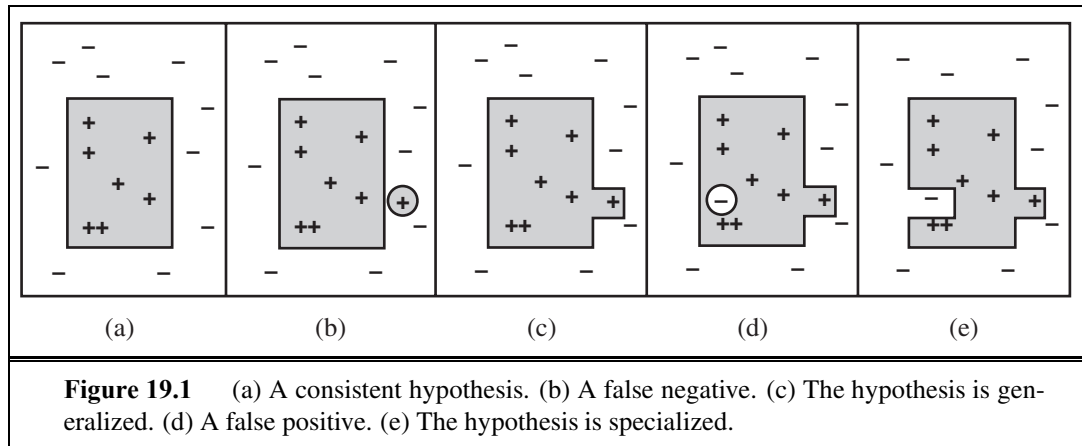 (a) (b) (c) (d) (e)
Figure 19.1 (a) A consistent hypothesis. (b) A false negative. (c) The hypothesis is gen-
eralized. (d) A false positive. (e) The hypothesis is specialized.